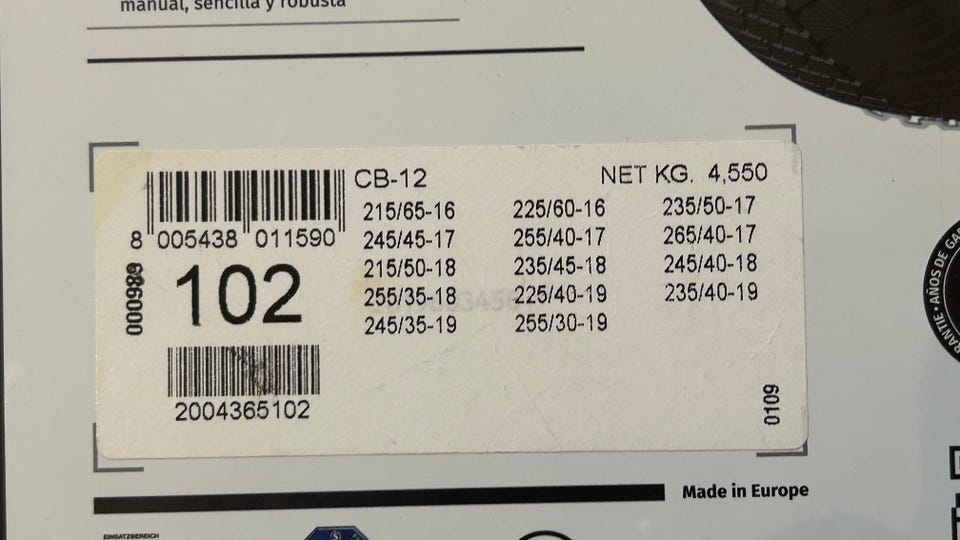 manual, sencilla y robusta
CB-12 NET KG. 4,550
215/65-16 225/60-16 235/50-17
8 005438 011590 245/45-17 255/40-17 265/40-17
000989 102 215/50-18 235/45-18 245/40-18
255/35-18 225/40-19 235/40-19
245/35-19 255/30-19
2004365102
0109
AÑOS DE
Made in Europe
EINSATZBEREICH